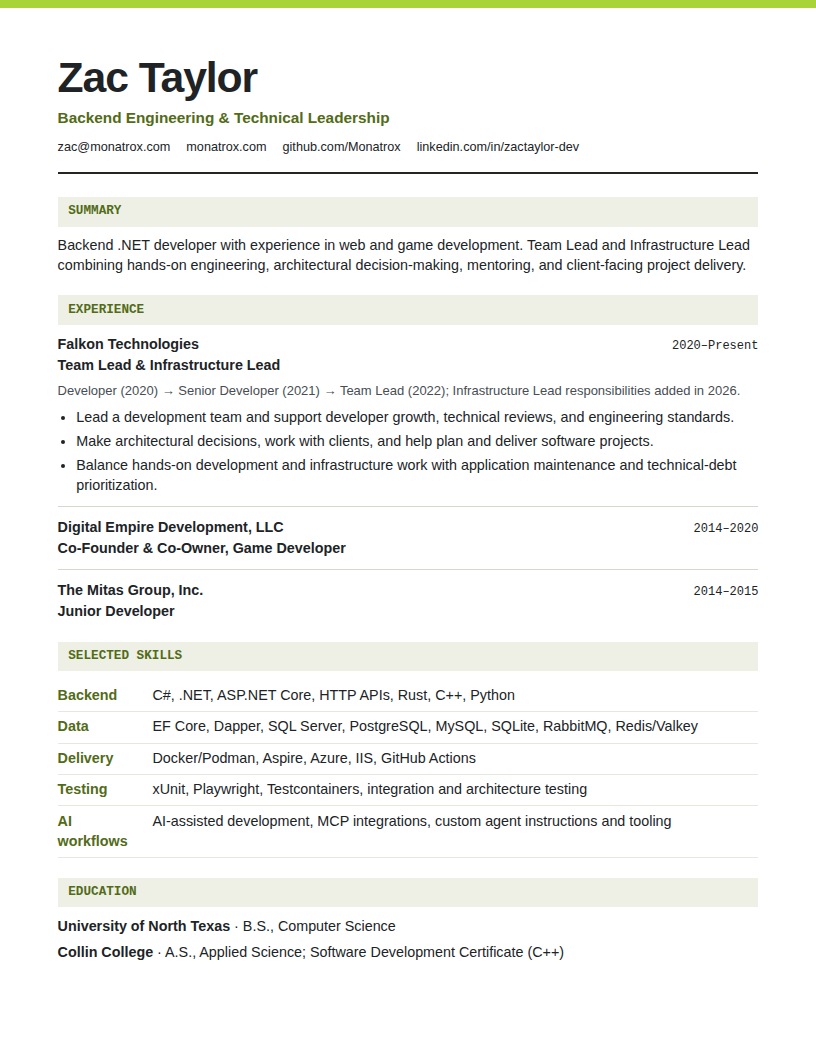 Zac Taylor
Backend Engineering & Technical Leadership
zac@monatrox.com monatrox.com github.com/Monatrox linkedin.com/in/zactaylor-dev
SUMMARY
Backend .NET developer with experience in web and game development. Team Lead and Infrastructure Lead
combining hands-on engineering, architectural decision-making, mentoring, and client-facing project delivery.
EXPERIENCE
Falkon Technologies 2020–Present
Team Lead & Infrastructure Lead
Developer (2020) → Senior Developer (2021) → Team Lead (2022); Infrastructure Lead responsibilities added in 2026.
• Lead a development team and support developer growth, technical reviews, and engineering standards.
• Make architectural decisions, work with clients, and help plan and deliver software projects.
• Balance hands-on development and infrastructure work with application maintenance and technical-debt
prioritization.
Digital Empire Development, LLC 2014–2020
Co-Founder & Co-Owner, Game Developer
The Mitas Group, Inc. 2014–2015
Junior Developer
SELECTED SKILLS
Backend C#, .NET, ASP.NET Core, HTTP APIs, Rust, C++, Python
Data EF Core, Dapper, SQL Server, PostgreSQL, MySQL, SQLite, RabbitMQ, Redis/Valkey
Delivery Docker/Podman, Aspire, Azure, IIS, GitHub Actions
Testing xUnit, Playwright, Testcontainers, integration and architecture testing
AI workflows AI-assisted development, MCP integrations, custom agent instructions and tooling
EDUCATION
University of North Texas · B.S., Computer Science
Collin College · A.S., Applied Science; Software Development Certificate (C++)